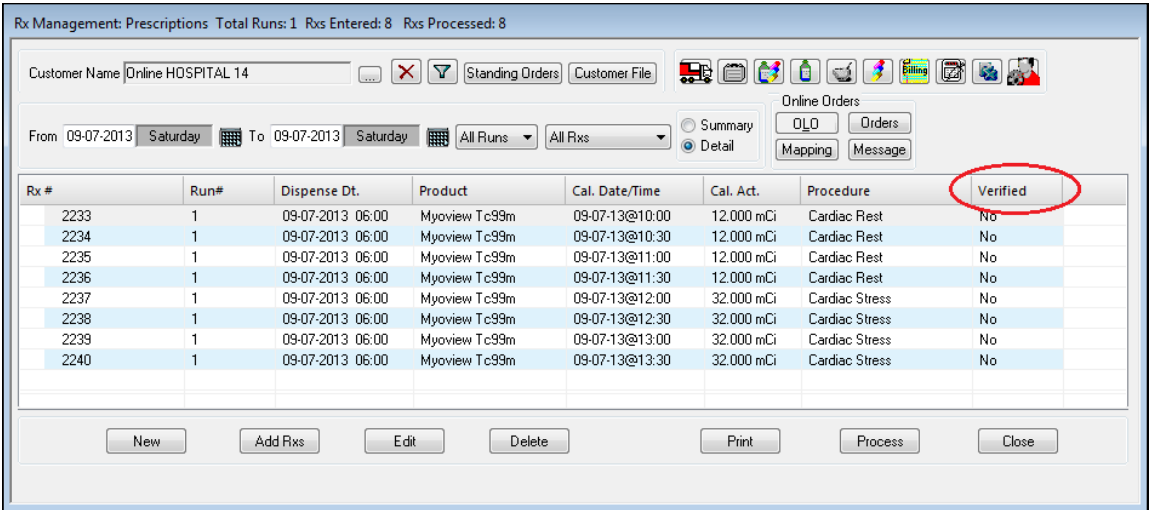 Rx Management: Prescriptions Total Runs: 1 Rxs Entered: 8 Rxs Processed: 8
Customer Name Online HOSPITAL 14 ... Standing Orders Customer File Billing
Online Orders
From 09-07-2013 Saturday To 09-07-2013 Saturday All Runs All Rxs Summary Detail OLO Orders
Mapping Message
Rx # Run# Dispense Dt. Product Cal. Date/Time Cal. Act. Procedure Verified
2233 1 09-07-2013 06:00 Myoview Tc99m 09-07-13@10:00 12.000 mCi Cardiac Rest No
2234 1 09-07-2013 06:00 Myoview Tc99m 09-07-13@10:30 12.000 mCi Cardiac Rest No
2235 1 09-07-2013 06:00 Myoview Tc99m 09-07-13@11:00 12.000 mCi Cardiac Rest No
2236 1 09-07-2013 06:00 Myoview Tc99m 09-07-13@11:30 12.000 mCi Cardiac Rest No
2237 1 09-07-2013 06:00 Myoview Tc99m 09-07-13@12:00 32.000 mCi Cardiac Stress No
2238 1 09-07-2013 06:00 Myoview Tc99m 09-07-13@12:30 32.000 mCi Cardiac Stress No
2239 1 09-07-2013 06:00 Myoview Tc99m 09-07-13@13:00 32.000 mCi Cardiac Stress No
2240 1 09-07-2013 06:00 Myoview Tc99m 09-07-13@13:30 32.000 mCi Cardiac Stress No
New Add Rxs Edit Delete Print Process Close